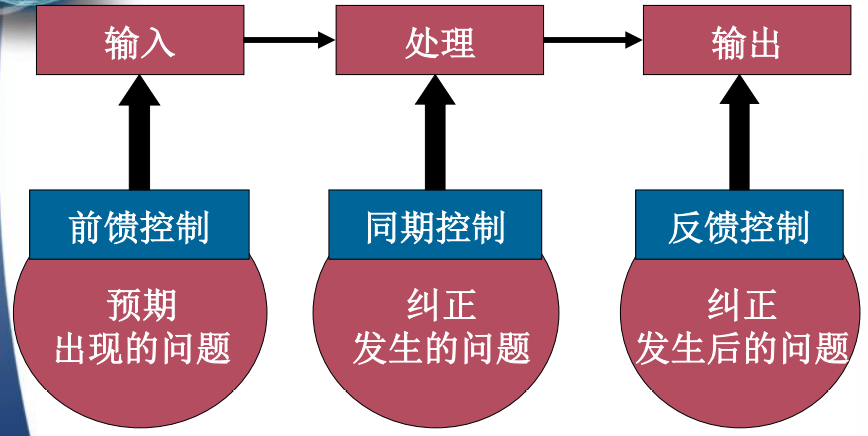 输入
处理
输出
前馈控制
同期控制
反馈控制
预期
出现的问题
纠正
发生的问题
纠正
发生后的问题